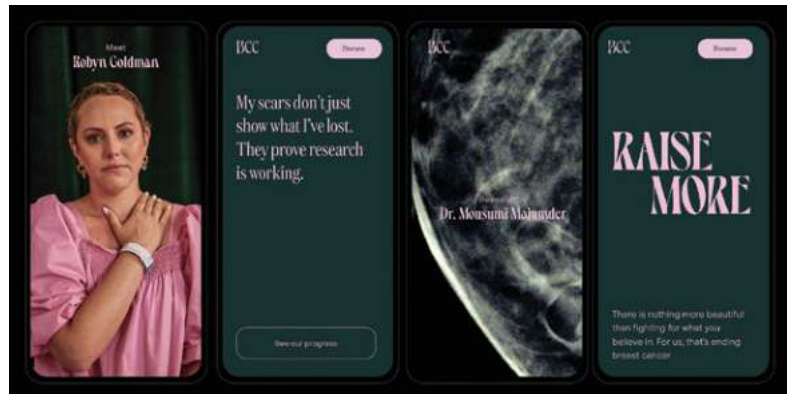 Meet
Robyn Goldman
BCC
Donate
My scars don't just
show what I've lost.
They prove research
is working.
See our progress
BCC
Dr. Mousumi Majumder
BCC
Donate
RAISE
MORE
There is nothing more beautiful
than fighting for what you
believe in. For us, that's ending
breast cancer